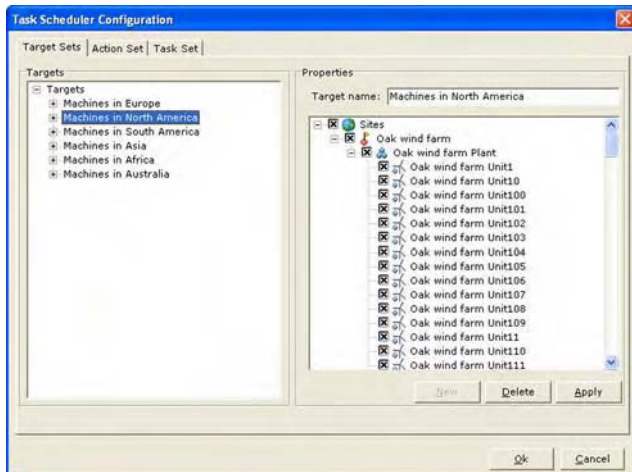 Task Scheduler Configuration
Target Sets
Action Set
Task Set
Targets
Targets
Machines in Europe
Machines in North America
Machines in South America
Machines in Asia
Machines in Africa
Machines in Australia
Properties
Target name: Machines in North America
Sites
Oak wind farm
Oak wind farm Plant
Oak wind farm Unit1
Oak wind farm Unit10
Oak wind farm Unit100
Oak wind farm Unit101
Oak wind farm Unit102
Oak wind farm Unit103
Oak wind farm Unit104
Oak wind farm Unit105
Oak wind farm Unit106
Oak wind farm Unit107
Oak wind farm Unit108
Oak wind farm Unit109
Oak wind farm Unit11
Oak wind farm Unit110
Oak wind farm Unit111
New
Delete
Apply
Ok
Cancel